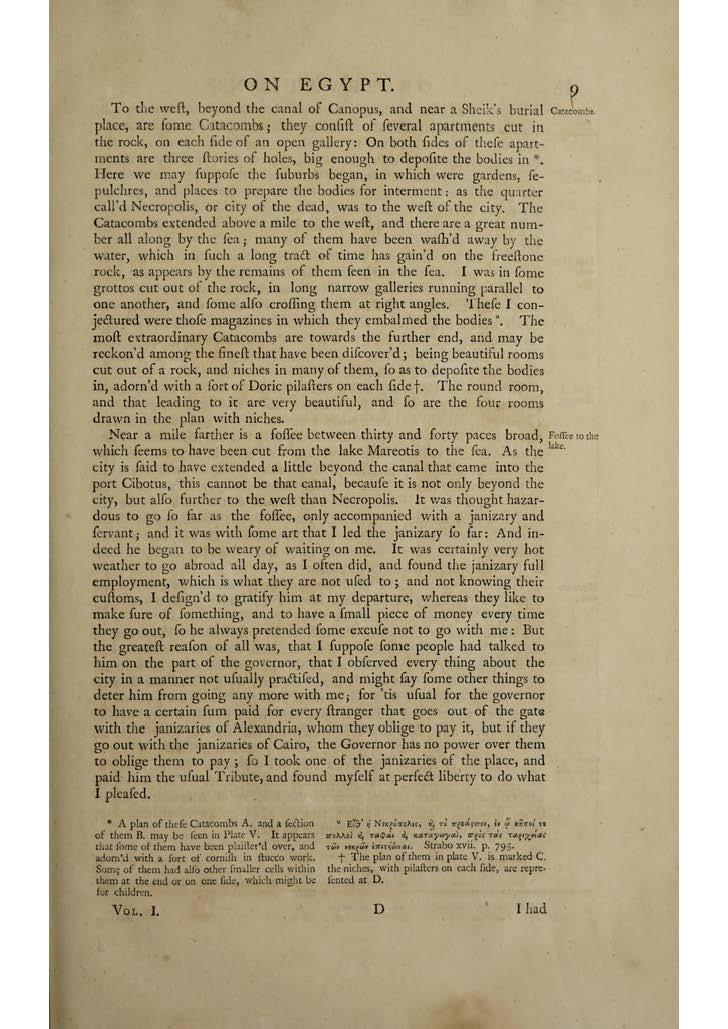 ON EGYPT.
9
To the weſt, beyond the canal of Canopus, and near a Sheik's burial
Catacombs.
place, are ſome Catacombs; they conſiſt of ſeveral apartments cut in
the rock, on each ſide of an open gallery: On both ſides of theſe apart-
ments are three ſtories of holes, big enough to depoſite the bodies in *.
Here we may ſuppoſe the ſuburbs began, in which were gardens, ſe-
pulchres, and places to prepare the bodies for interment; as the quarter
call'd Necropolis, or city of the dead, was to the weſt of the city. The
Catacombs extended above a mile to the weſt, and there are a great num-
ber all along by the ſea; many of them have been waſh'd away by the
water, which in ſuch a long tract of time has gain'd on the freeſtone
rock, as appears by the remains of them ſeen in the ſea. I was in ſome
grottos cut out of the rock, in long narrow galleries running parallel to
one another, and ſome alſo croſſing them at right angles. Theſe I con-
jectured were thoſe magazines in which they embalmed the bodies ". The
moſt extraordinary Catacombs are towards the further end, and may be
reckon'd among the fineſt that have been diſcover'd; being beautiful rooms
cut out of a rock, and niches in many of them, ſo as to depoſite the bodies
in, adorn'd with a ſort of Doric pilaſters on each ſide †. The round room,
and that leading to it are very beautiful, and ſo are the four rooms
drawn in the plan with niches.
Near a mile farther is a foſſee between thirty and forty paces broad,
Foſſée to the
lake.
which ſeems to have been cut from the lake Mareotis to the ſea. As the
city is ſaid to have extended a little beyond the canal that came into the
port Cibotus, this cannot be that canal, becauſe it is not only beyond the
city, but alſo further to the weſt than Necropolis. It was thought hazar-
dous to go ſo far as the foſſee, only accompanied with a janizary and
ſervant; and it was with ſome art that I led the janizary ſo far: And in-
deed he began to be weary of waiting on me. It was certainly very hot
weather to go abroad all day, as I often did, and found the janizary full
employment, which is what they are not uſed to; and not knowing their
cuſtoms, I deſign'd to gratify him at my departure, whereas they like to
make ſure of ſomething, and to have a ſmall piece of money every time
they go out, ſo he always pretended ſome excuſe not to go with me: But
the greateſt reaſon of all was, that I ſuppoſe ſome people had talked to
him on the part of the governor, that I obſerved every thing about the
city in a manner not uſually practiſed, and might ſay ſome other things to
deter him from going any more with me; for 'tis uſual for the governor
to have a certain ſum paid for every ſtranger that goes out of the gate
with the janizaries of Alexandria, whom they oblige to pay it, but if they
go out with the janizaries of Cairo, the Governor has no power over them
to oblige them to pay; ſo I took one of the janizaries of the place, and
paid him the uſual Tribute, and found myſelf at perfect liberty to do what
I pleaſed.
* A plan of theſe Catacombs A. and a ſection
of them B. may be ſeen in Plate V. It appears
that ſome of them have been plaiſter'd over, and
adorn'd with a ſort of corniſh in ſtucco work.
Some of them had alſo other ſmaller cells within
them at the end or on one ſide, which might be
for children.
" Εἶθ' ἡ Νεκρόπολις, ϗ τὸ προάςειον, ἐν ᾧ κῆποί τε
πολλοὶ ϗ ταφαὶ ϗ καταγωγαὶ, πρὸς τὰς ταριχείας
τῶν νεκρῶν ἐπιτήδειαι. Strabo xvii. p. 795.
† The plan of them in plate V. is marked C.
the niches, with pilaſters on each ſide, are repre-
ſented at D.
VOL. I.
D
I had